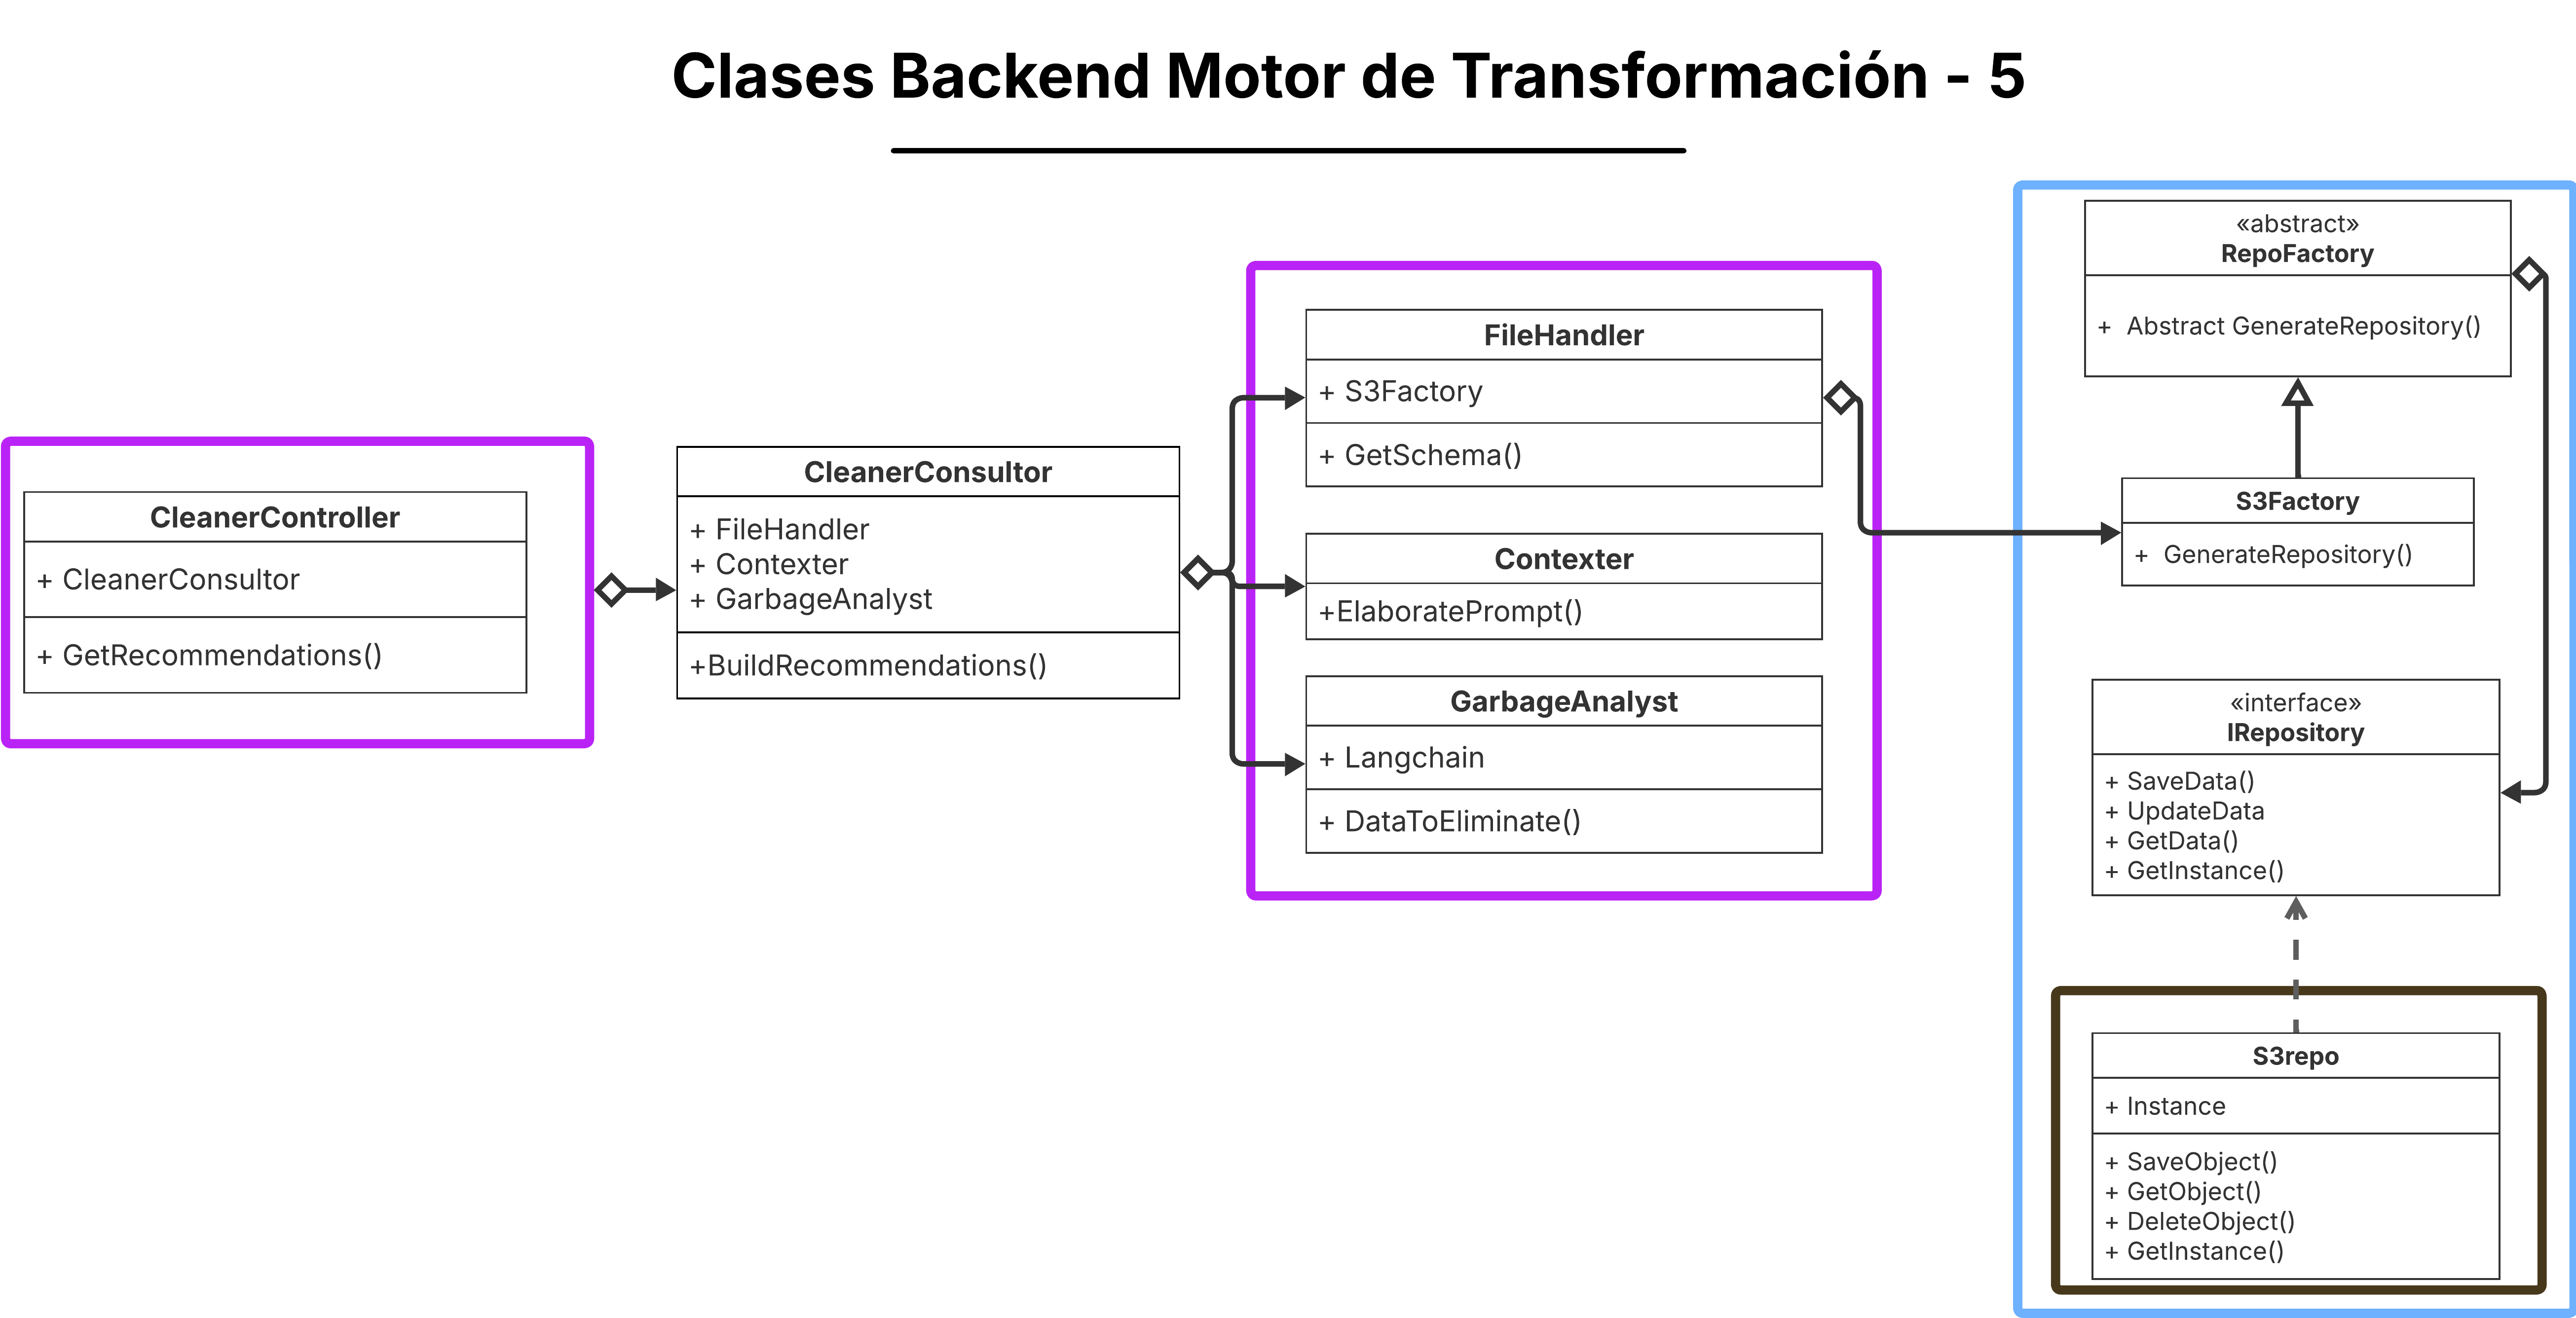 Clases Backend Motor de Transformación - 5
CleanerController
+ CleanerConsultor
+ GetRecommendations()
CleanerConsultor
+ FileHandler
+ Contexter
+ GarbageAnalyst
+BuildRecommendations()
FileHandler
+ S3Factory
+ GetSchema()
Contexter
+ElaboratePrompt()
GarbageAnalyst
+ Langchain
+ DataToEliminate()
«abstract»
RepoFactory
+ Abstract GenerateRepository()
S3Factory
+ GenerateRepository()
«interface»
IRepository
+ SaveData()
+ UpdateData
+ GetData()
+ GetInstance()
S3repo
+ Instance
+ SaveObject()
+ GetObject()
+ DeleteObject()
+ GetInstance()